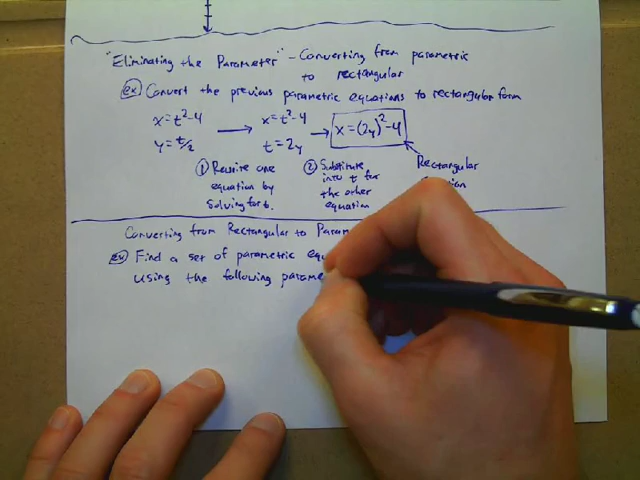 "Eliminating the Parameter" - Converting from parametric
to rectangular
ex Convert the previous parametric equations to rectangular form
x=t²-4
y=t/2
x=t²-4
t=2y
x=(2y)²-4
① Rewrite one
equation by
solving for t.
② Substitute
into t for
the other
equation
Rectangular
Converting from Rectangular to
ex Find a set of parametric
using the following